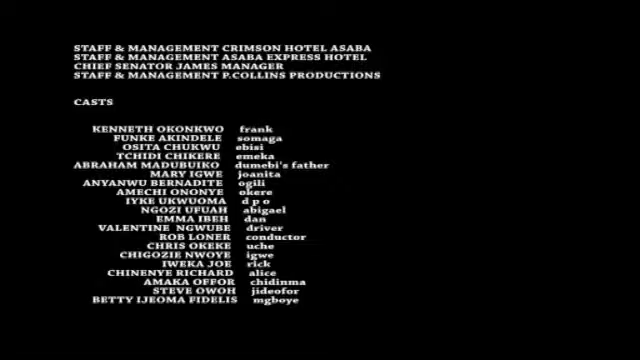 STAFF & MANAGEMENT CRIMSON HOTEL ASABA
STAFF & MANAGEMENT ASABA EXPRESS HOTEL
CHIEF SENATOR JAMES MANAGER
STAFF & MANAGEMENT P.COLLINS PRODUCTIONS
CASTS
KENNETH OKONKWO frank
FUNKE AKINDELE somaga
OSITA CHUKWU ebisi
TCHIDI CHIKERE emeka
ABRAHAM MADUBUIKO dumebi's father
MARY IGWE joanita
ANYANWU BERNADITE ogili
AMECHI ONONYE okere
IYKE UKWUOMA d p o
NGOZI UFUAH abigael
EMMA IBEH dan
VALENTINE NGWUBE driver
ROB LONER conductor
CHRIS OKEKE uche
CHIGOZIE NWOYE igwe
IWEKA JOE rick
CHINENYE RICHARD alice
AMAKA OFFOR chidinma
STEVE OWOH jideofor
BETTY IJEOMA FIDELIS mgboye